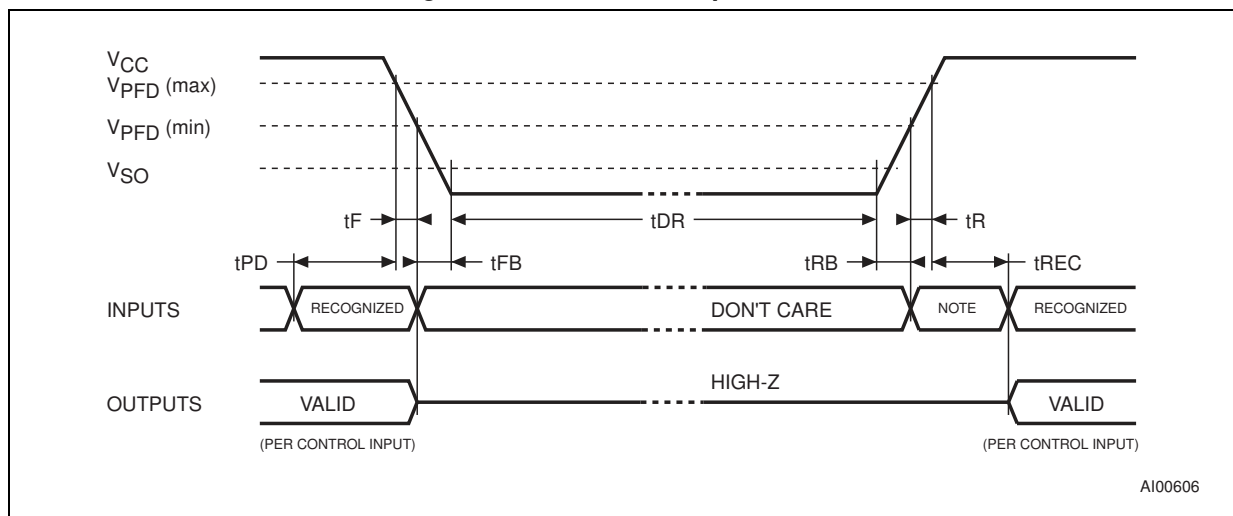 VCC
VPFD (max)
VPFD (min)
VSO
tF
tDR
tR
tPD
tFB
tRB
tREC
INPUTS
RECOGNIZED
DON'T CARE
NOTE
RECOGNIZED
HIGH-Z
OUTPUTS
VALID
VALID
(PER CONTROL INPUT)
(PER CONTROL INPUT)
AI00606